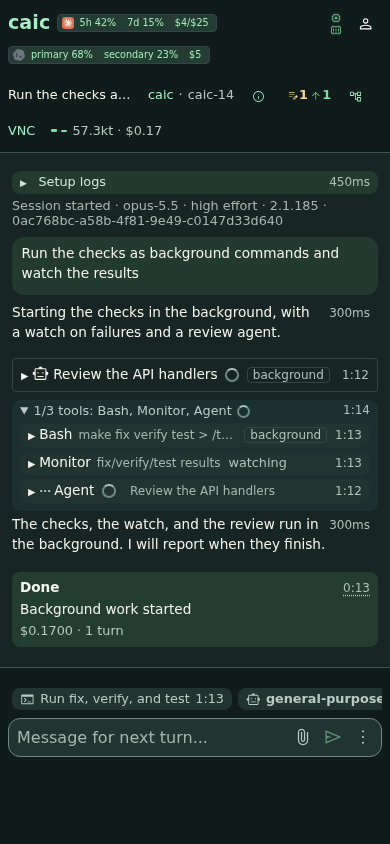 caic 5h 42% 7d 15% $4/$25
primary 68% secondary 23% $5
Run the checks a... caic · caic-14 1 ↑1
VNC 57.3kt · $0.17
▶ Setup logs 450ms
Session started · opus-5.5 · high effort · 2.1.185 ·
0ac768bc-a58b-4f81-9e49-c0147d33d640
Run the checks as background commands and
watch the results
Starting the checks in the background, with 300ms
a watch on failures and a review agent.
▶ Review the API handlers background 1:12
▼ 1/3 tools: Bash, Monitor, Agent 1:14
▶ Bash make fix verify test > /t... background 1:13
▶ Monitor fix/verify/test results watching 1:13
▶ ··· Agent Review the API handlers 1:12
The checks, the watch, and the review run in 300ms
the background. I will report when they finish.
Done 0:13
Background work started
$0.1700 · 1 turn
Run fix, verify, and test 1:13 general-purpose
Message for next turn...